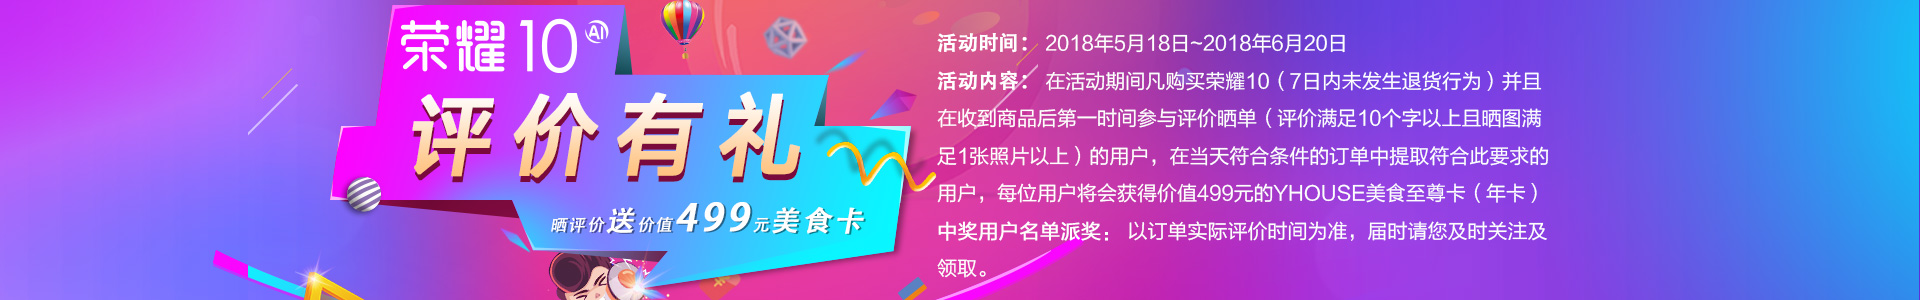 荣耀10 AI
评价有礼
晒评价送价值499元美食卡
活动时间： 2018年5月18日~2018年6月20日
活动内容： 在活动期间凡购买荣耀10（7日内未发生退货行为）并且
在收到商品后第一时间参与评价晒单（评价满足10个字以上且晒图满
足1张照片以上）的用户，在当天符合条件的订单中提取符合此要求的
用户，每位用户将会获得价值499元的YHOUSE美食至尊卡（年卡）
中奖用户名单派奖： 以订单实际评价时间为准，届时请您及时关注及
领取。